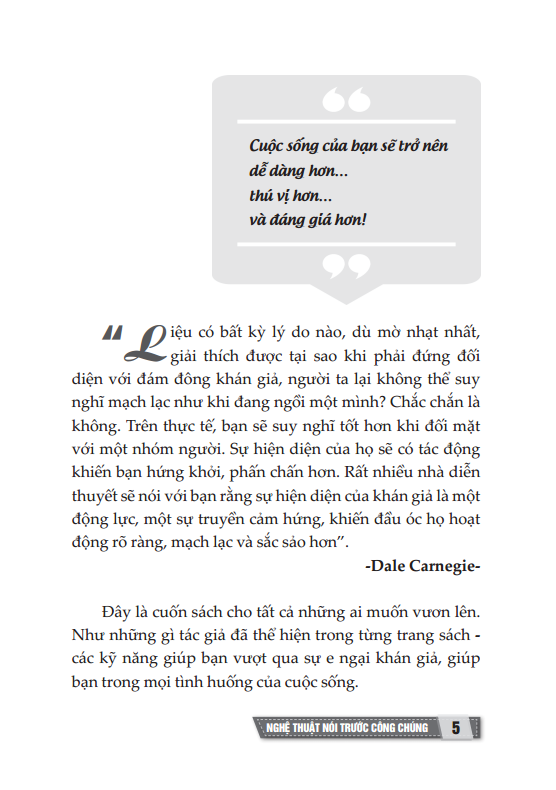 “
Cuộc sống của bạn sẽ trở nên
dễ dàng hơn...
thú vị hơn...
và đáng giá hơn!
”
“Liệu có bất kỳ lý do nào, dù mờ nhạt nhất,
giải thích được tại sao khi phải đứng đối
diện với đám đông khán giả, người ta lại không thể suy
nghĩ mạch lạc như khi đang ngồi một mình? Chắc chắn là
không. Trên thực tế, bạn sẽ suy nghĩ tốt hơn khi đối mặt
với một nhóm người. Sự hiện diện của họ sẽ có tác động
khiến bạn hứng khởi, phấn chấn hơn. Rất nhiều nhà diễn
thuyết sẽ nói với bạn rằng sự hiện diện của khán giả là một
động lực, một sự truyền cảm hứng, khiến đầu óc họ hoạt
động rõ ràng, mạch lạc và sắc sảo hơn”.
-Dale Carnegie-
Đây là cuốn sách cho tất cả những ai muốn vươn lên.
Như những gì tác giả đã thể hiện trong từng trang sách -
các kỹ năng giúp bạn vượt qua sự e ngại khán giả, giúp
bạn trong mọi tình huống của cuộc sống.
NGHỆ THUẬT NÓI TRƯỚC CÔNG CHÚNG 5